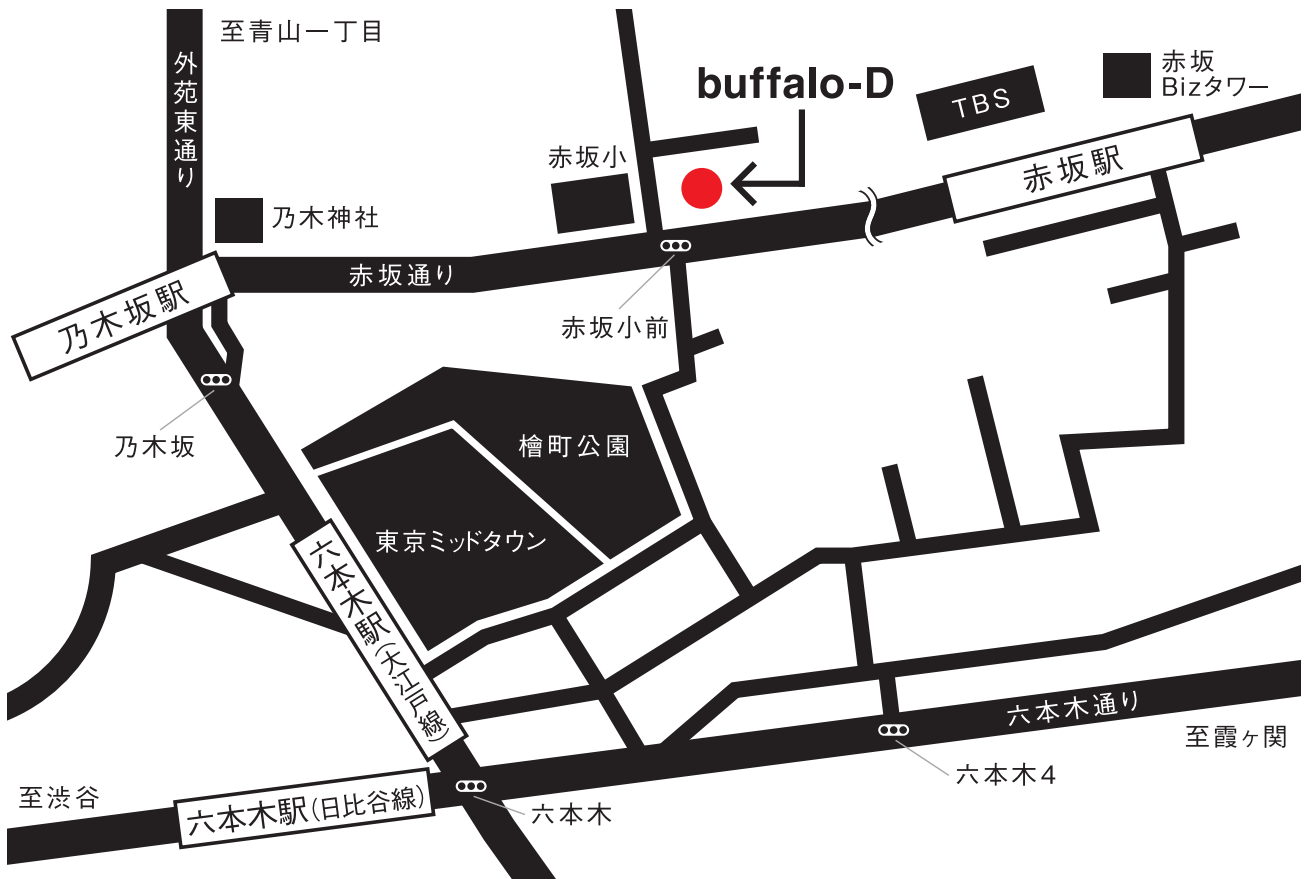 至青山一丁目
外苑東通り
buffalo-D
TBS
赤坂
Bizタワー
赤坂小
赤坂駅
乃木神社
赤坂通り
乃木坂駅
赤坂小前
乃木坂
檜町公園
東京ミッドタウン
六本木駅(大江戸線)
六本木通り
至霞ヶ関
六本木4
至渋谷
六本木駅(日比谷線)
六本木